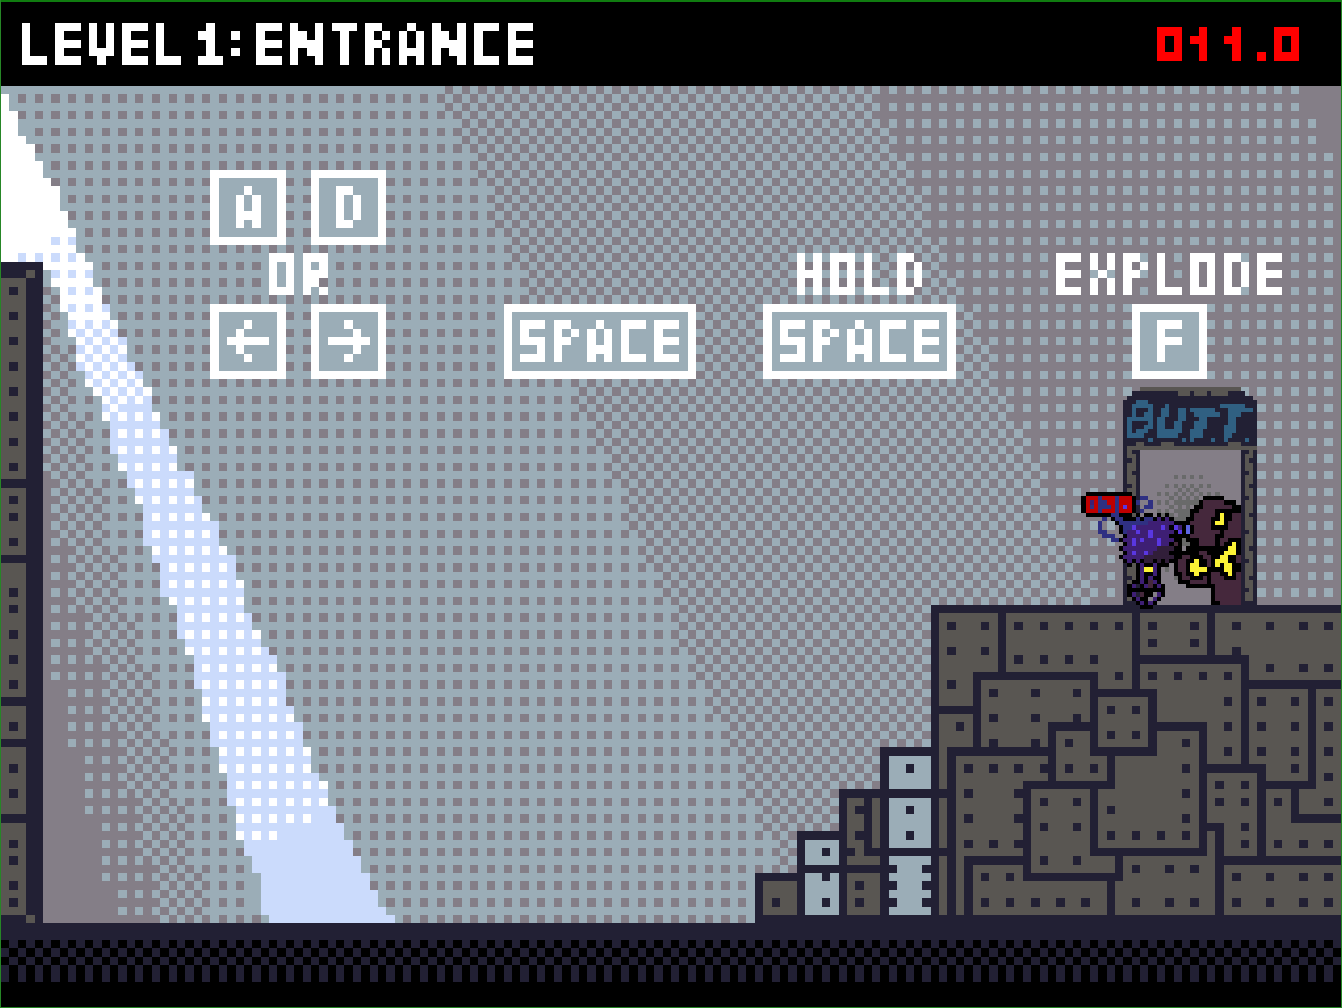 LEVEL 1: ENTRANCE
011.0
A D
OR
← →
SPACE
HOLD
SPACE
EXPLODE
F
BUTT